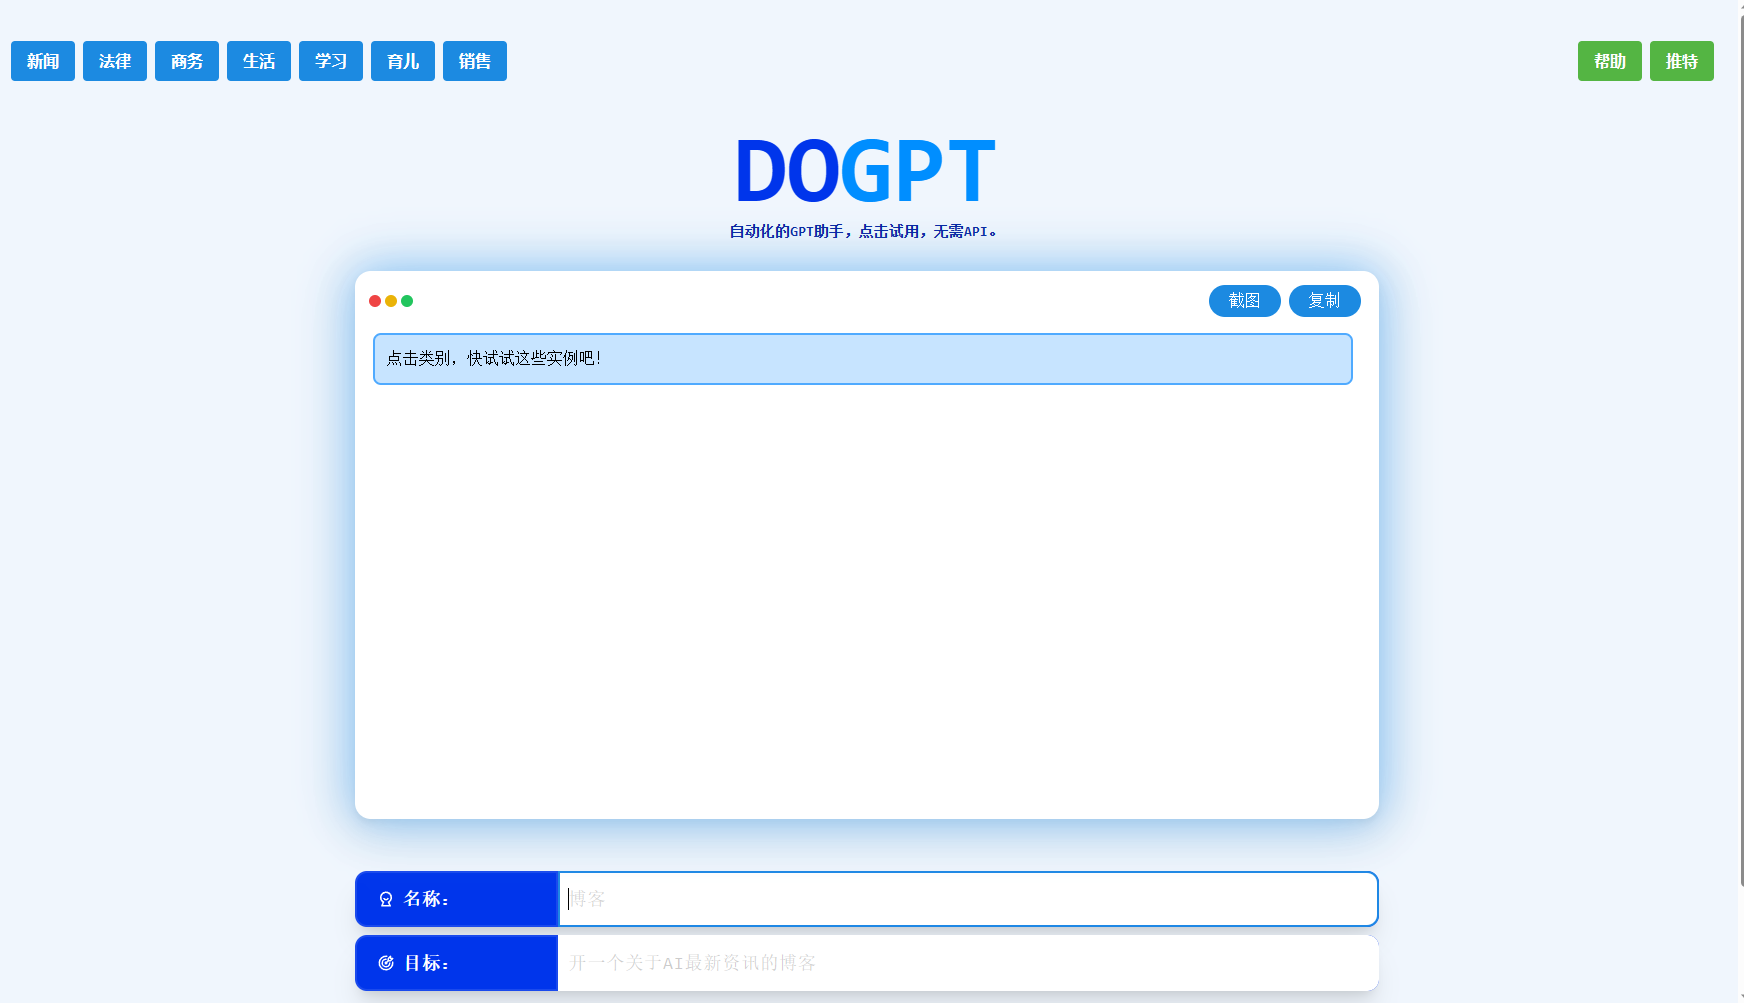 新闻 法律 商务 生活 学习 育儿 销售 帮助 推特
DOGPT
自动化的GPT助手，点击试用，无需API。
截图 复制
点击类别，快试试这些实例吧！
名称： 博客
目标： 开一个关于AI最新资讯的博客